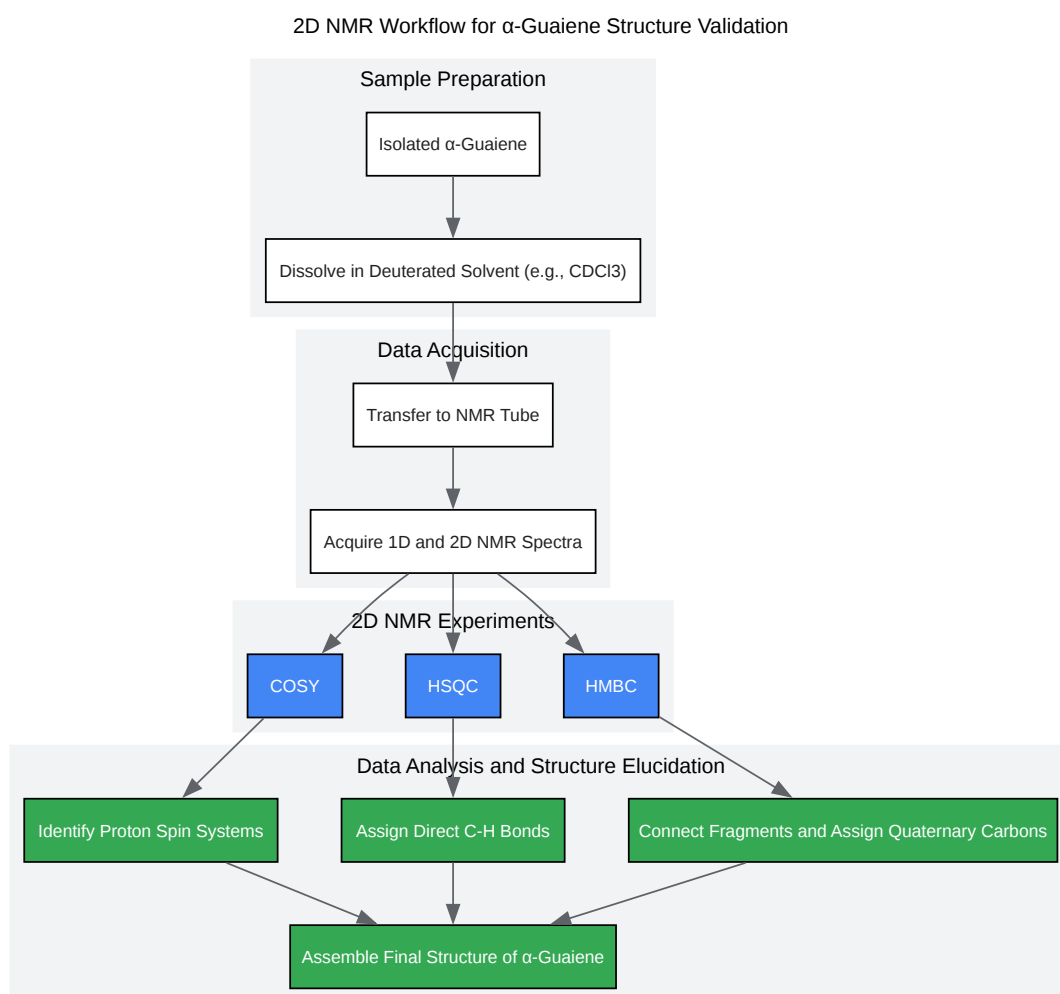 2D NMR Workflow for α-Guaiene Structure Validation
Sample Preparation
Isolated α-Guaiene
Dissolve in Deuterated Solvent (e.g., CDCl3)
Data Acquisition
Transfer to NMR Tube
Acquire 1D and 2D NMR Spectra
2D NMR Experiments
COSY
HSQC
HMBC
Data Analysis and Structure Elucidation
Identify Proton Spin Systems
Assign Direct C-H Bonds
Connect Fragments and Assign Quaternary Carbons
Assemble Final Structure of α-Guaiene